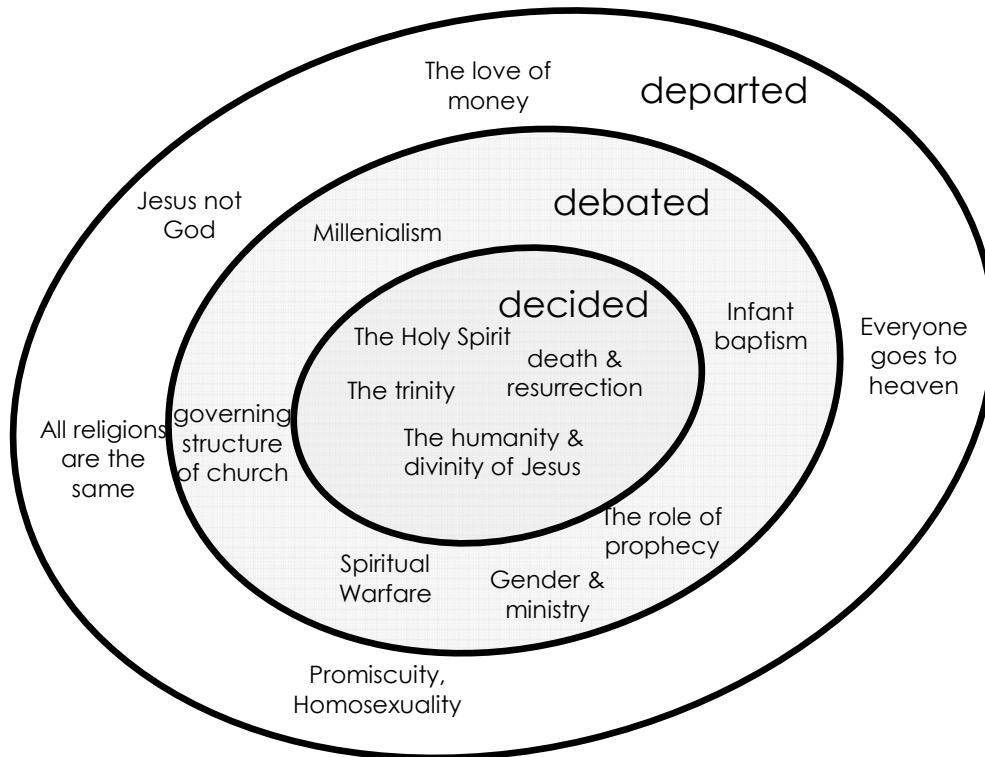 The love of
money
departed
Jesus not
God
debated
Millenialism
decided
The Holy Spirit
death &
resurrection
The trinity
The humanity &
divinity of Jesus
Infant
baptism
Everyone
goes to
heaven
All religions
are the
same
governing
structure
of church
The role of
prophecy
Spiritual
Warfare
Gender &
ministry
Promiscuity,
Homosexuality